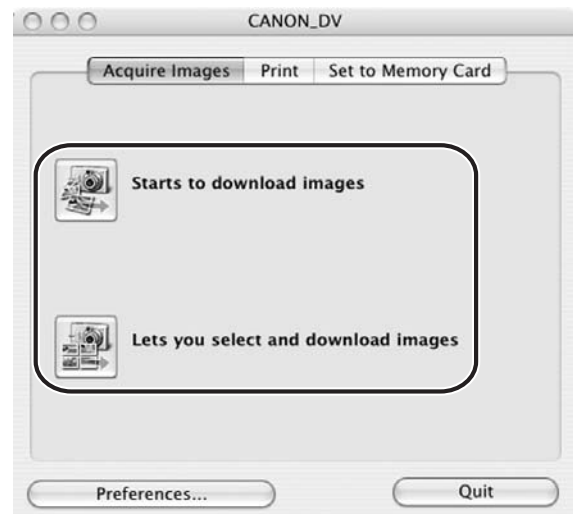 CANON_DV
Acquire Images Print Set to Memory Card
Starts to download images
Lets you select and download images
Preferences... Quit